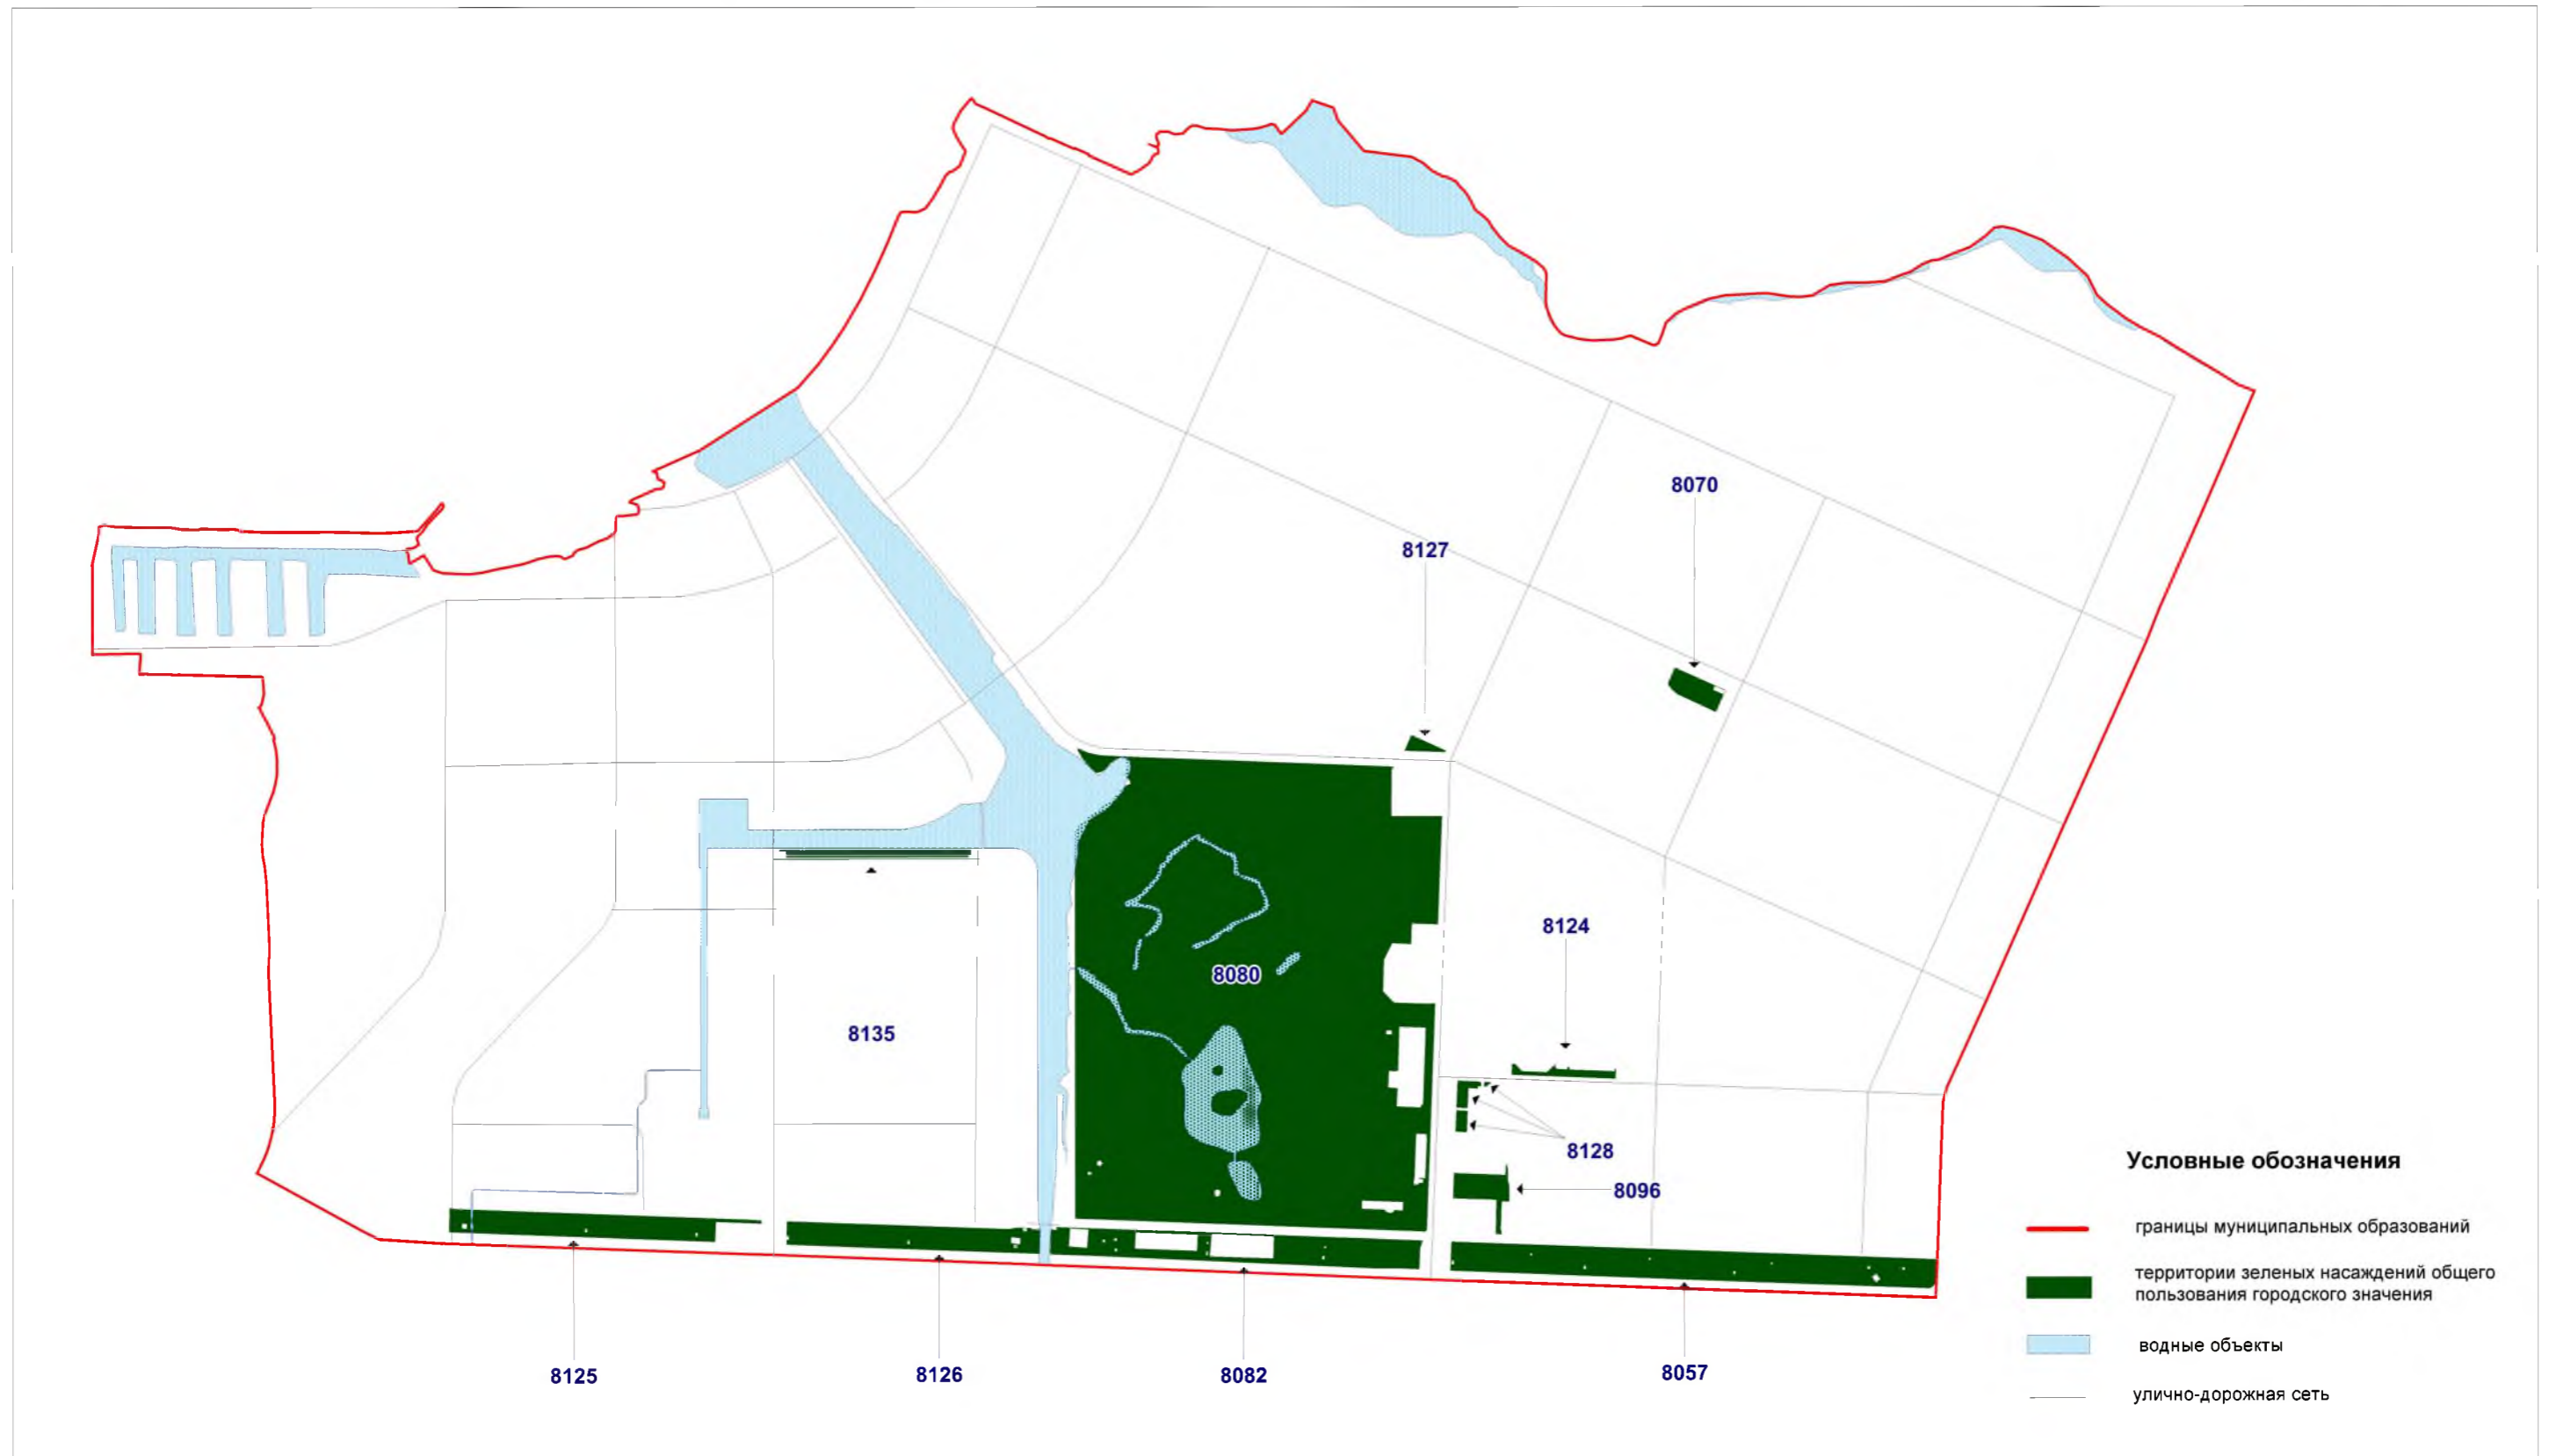 8070
8127
8124
8080
8135
8128
8096
8125
8126
8082
8057
Условные обозначения
границы муниципальных образований
территории зеленых насаждений общего
пользования городского значения
водные объекты
улично-дорожная сеть